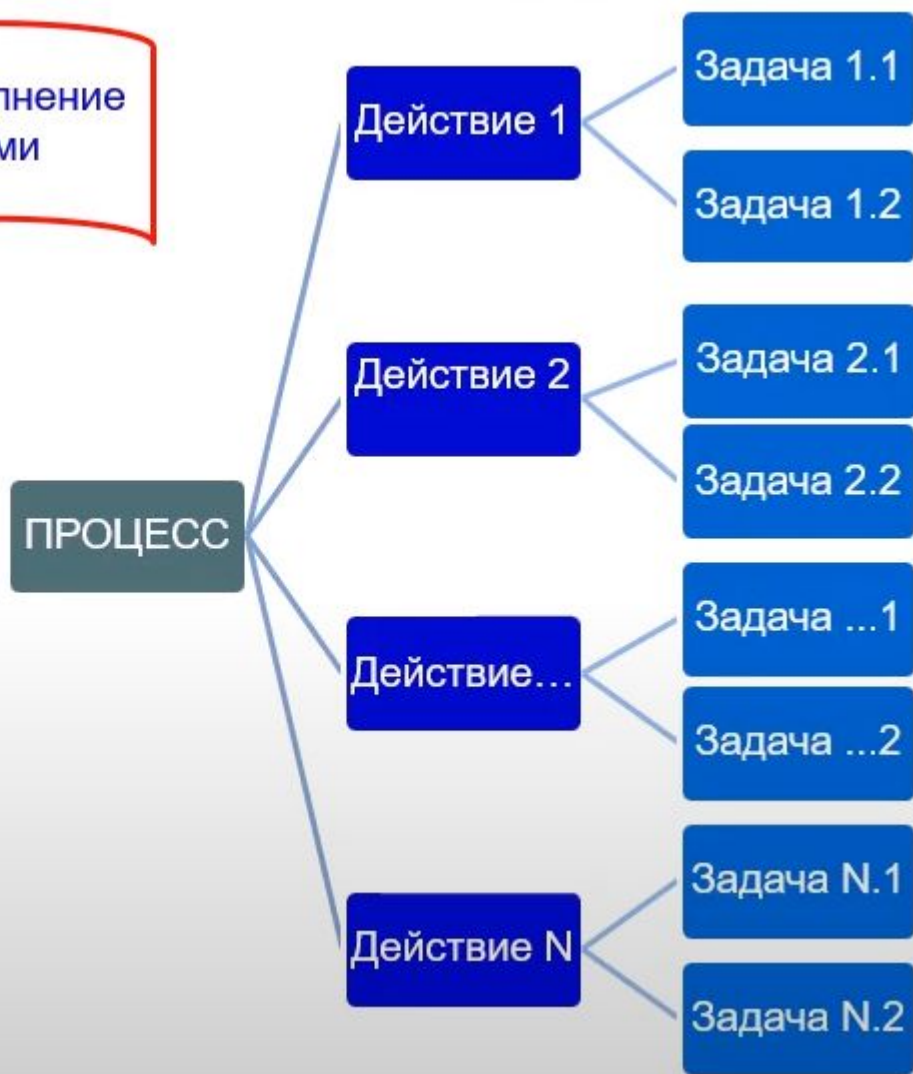 лнение
ми
ПРОЦЕСС
Действие 1
Задача 1.1
Задача 1.2
Действие 2
Задача 2.1
Задача 2.2
Действие...
Задача ...1
Задача ...2
Действие N
Задача N.1
Задача N.2